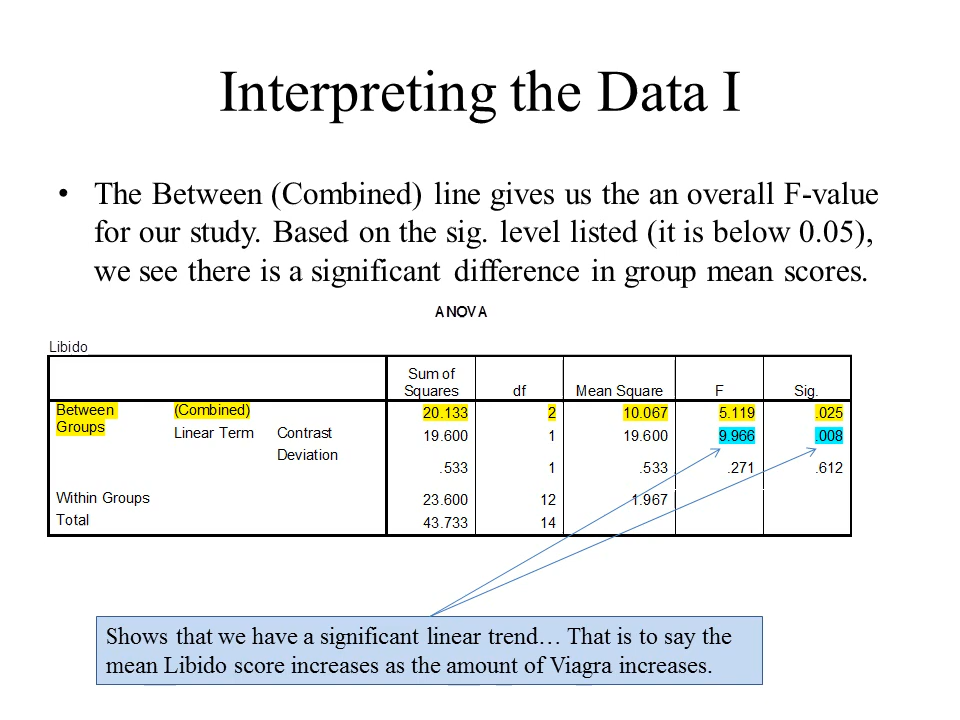 Interpreting the Data I
• The Between (Combined) line gives us the an overall F-value
for our study. Based on the sig. level listed (it is below 0.05),
we see there is a significant difference in group mean scores.
ANOVA
Libido
Sum of
Squares df Mean Square F Sig.
Between (Combined) 20.133 2 10.067 5.119 .025
Groups
Linear Term Contrast 19.600 1 19.600 9.966 .008
Deviation
.533 1 .533 .271 .612
Within Groups 23.600 12 1.967
Total 43.733 14
Shows that we have a significant linear trend… That is to say the
mean Libido score increases as the amount of Viagra increases.